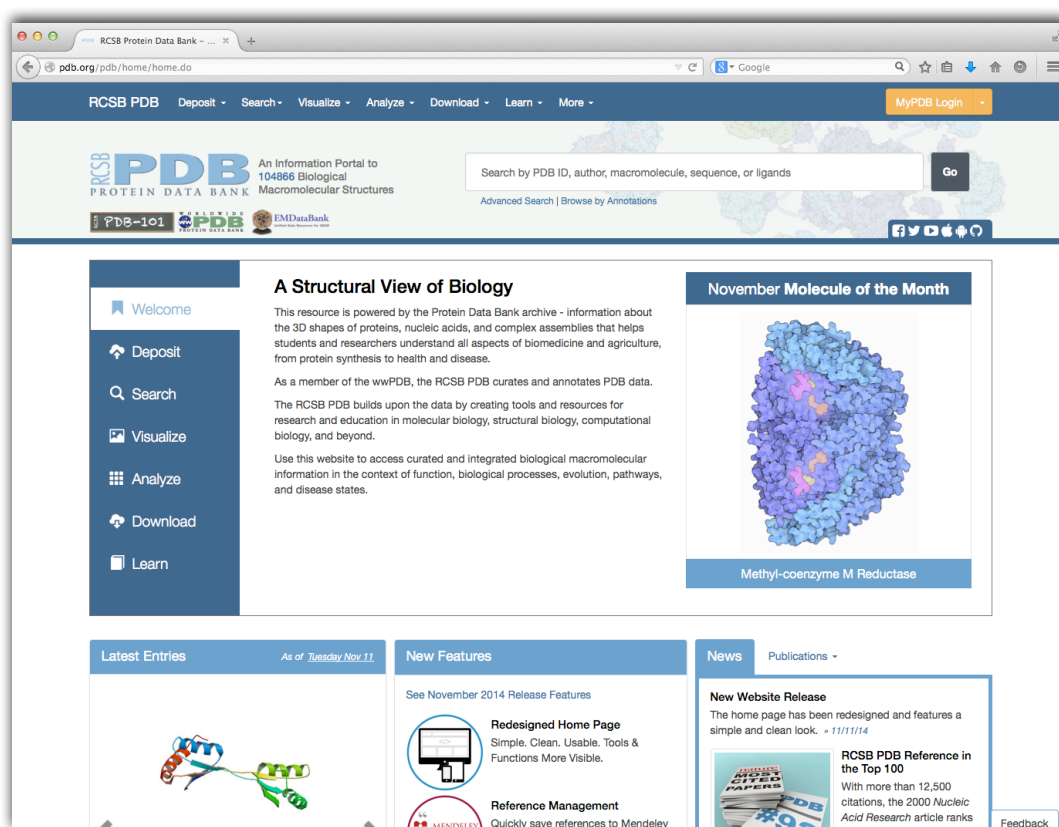 RCSB Protein Data Bank – ...
pdb.org/pdb/home/home.do
Google
RCSB PDB Deposit Search Visualize Analyze Download Learn More MyPDB Login
RCSB PDB
PROTEIN DATA BANK
An Information Portal to
104866 Biological
Macromolecular Structures
Search by PDB ID, author, macromolecule, sequence, or ligands
Go
Advanced Search | Browse by Annotations
PDB-101
WORLDWIDE
PDB
PROTEIN DATA BANK
EMDataBank
Welcome
Deposit
Search
Visualize
Analyze
Download
Learn
A Structural View of Biology
This resource is powered by the Protein Data Bank archive - information about
the 3D shapes of proteins, nucleic acids, and complex assemblies that helps
students and researchers understand all aspects of biomedicine and agriculture,
from protein synthesis to health and disease.
As a member of the wwPDB, the RCSB PDB curates and annotates PDB data.
The RCSB PDB builds upon the data by creating tools and resources for
research and education in molecular biology, structural biology, computational
biology, and beyond.
Use this website to access curated and integrated biological macromolecular
information in the context of function, biological processes, evolution, pathways,
and disease states.
November Molecule of the Month
Methyl-coenzyme M Reductase
Latest Entries As of Tuesday Nov 11
New Features
See November 2014 Release Features
Redesigned Home Page
Simple. Clean. Usable. Tools &
Functions More Visible.
Reference Management
Quickly save references to Mendeley
MENDELEY
News Publications
New Website Release
The home page has been redesigned and features a
simple and clean look. » 11/11/14
nature
MOST
CITED
PAPERS
PDB
#92
RCSB PDB Reference in
the Top 100
With more than 12,500
citations, the 2000 Nucleic
Acid Research article ranks
Feedback